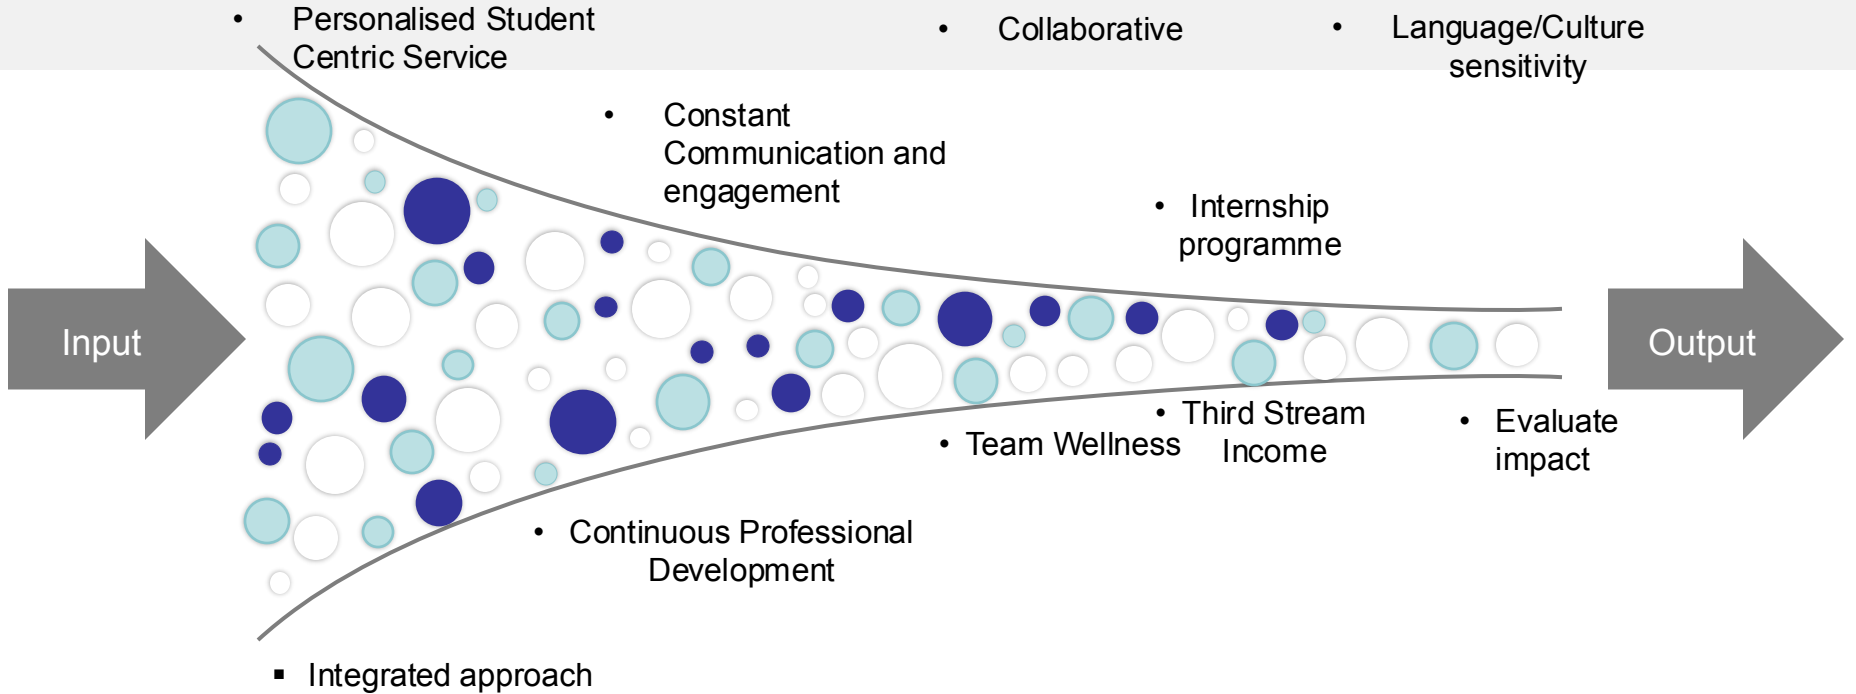 • Personalised Student
Centric Service
• Collaborative
• Language/Culture
sensitivity
• Constant
Communication and
engagement
• Internship
programme
Input
Output
• Team Wellness
• Third Stream
Income
• Evaluate
impact
• Continuous Professional
Development
▪ Integrated approach